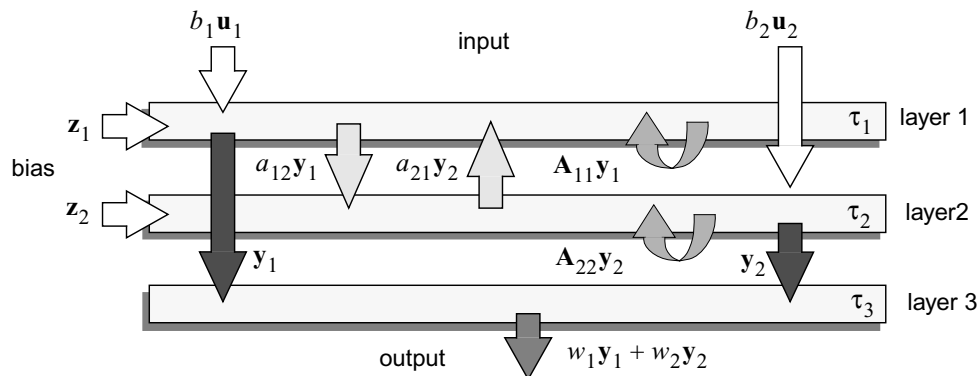 b₁u₁ input b₂u₂
z₁ τ₁ layer 1
bias a₁₂y₁ a₂₁y₂ A₁₁y₁
z₂ τ₂ layer2
y₁ A₂₂y₂ y₂
τ₃ layer 3
output w₁y₁ + w₂y₂